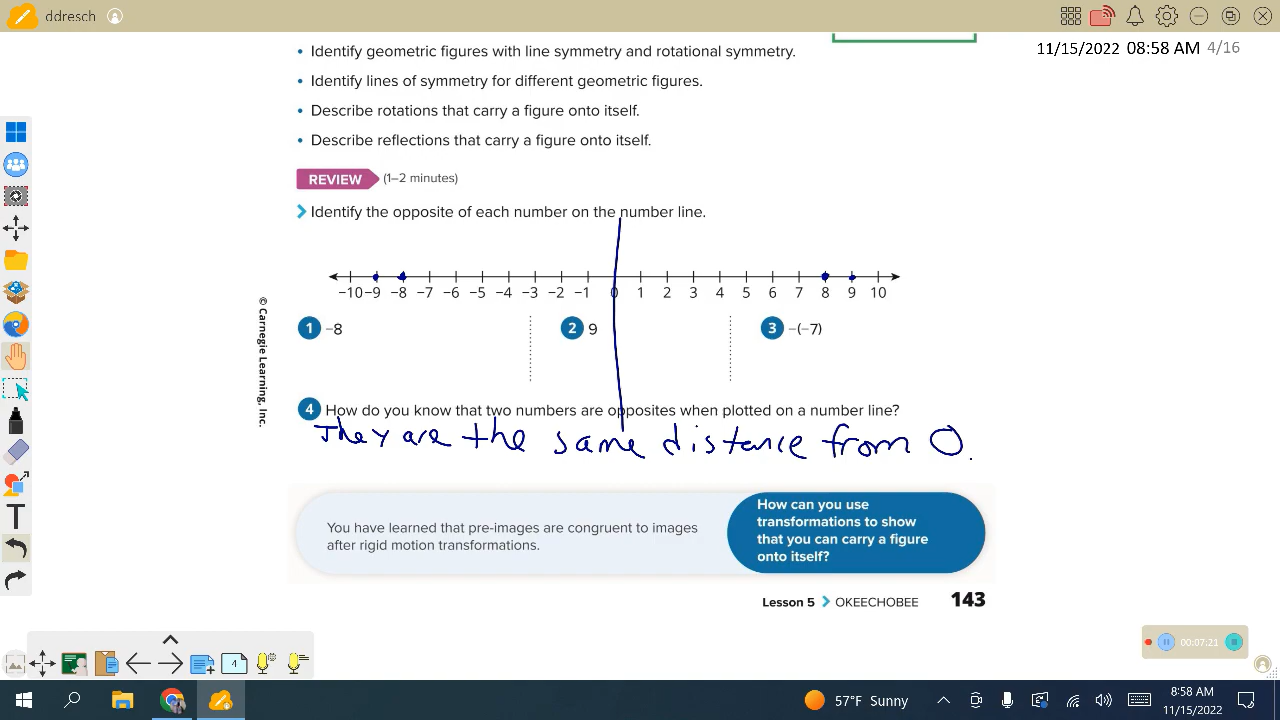 ddresch
11/15/2022 08:58 AM 4/16
• Identify geometric figures with line symmetry and rotational symmetry.
• Identify lines of symmetry for different geometric figures.
• Describe rotations that carry a figure onto itself.
• Describe reflections that carry a figure onto itself.
REVIEW (1–2 minutes)
Identify the opposite of each number on the number line.
−10 −9 −8 −7 −6 −5 −4 −3 −2 −1 0 1 2 3 4 5 6 7 8 9 10
1 −8 2 9 3 −(−7)
4 How do you know that two numbers are opposites when plotted on a number line?
They are the same distance from 0.
© Carnegie Learning, Inc.
You have learned that pre-images are congruent to images
after rigid motion transformations.
How can you use
transformations to show
that you can carry a figure
onto itself?
Lesson 5 > OKEECHOBEE 143
T
4
00:07:21
57°F Sunny
8:58 AM
11/15/2022